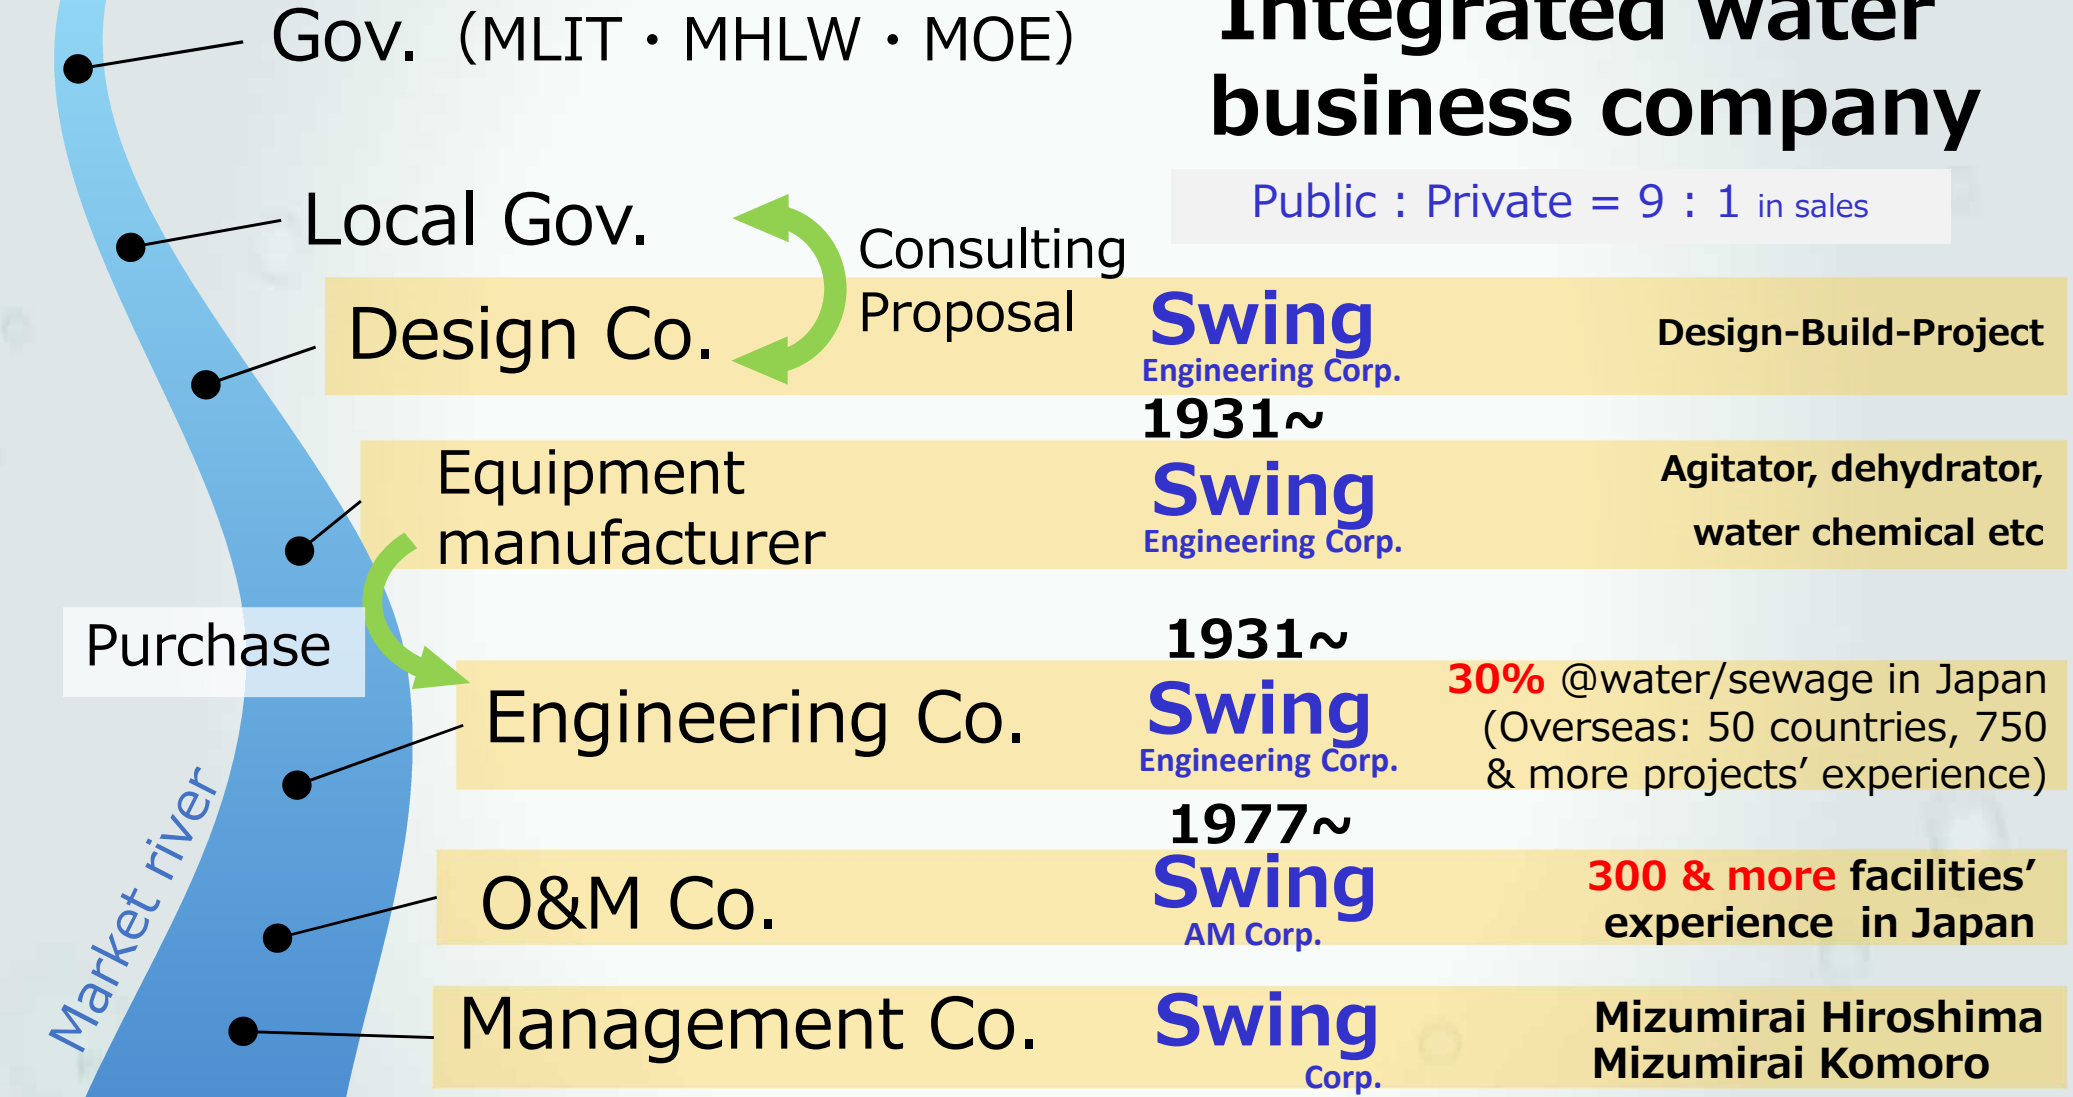 Gov.（MLIT・MHLW・MOE）
Integrated water
business company
Public : Private = 9 : 1 in sales
Local Gov.
Consulting
Proposal
Design Co.
Swing
Engineering Corp.
Design-Build-Project
1931~
Equipment
manufacturer
Swing
Engineering Corp.
Agitator, dehydrator,
water chemical etc
Purchase
1931~
Engineering Co.
Swing
Engineering Corp.
30% @water/sewage in Japan
(Overseas: 50 countries, 750
& more projects’ experience)
Market river
1977~
O&M Co.
Swing
AM Corp.
300 & more facilities’
experience in Japan
Management Co.
Swing
Corp.
Mizumirai Hiroshima
Mizumirai Komoro